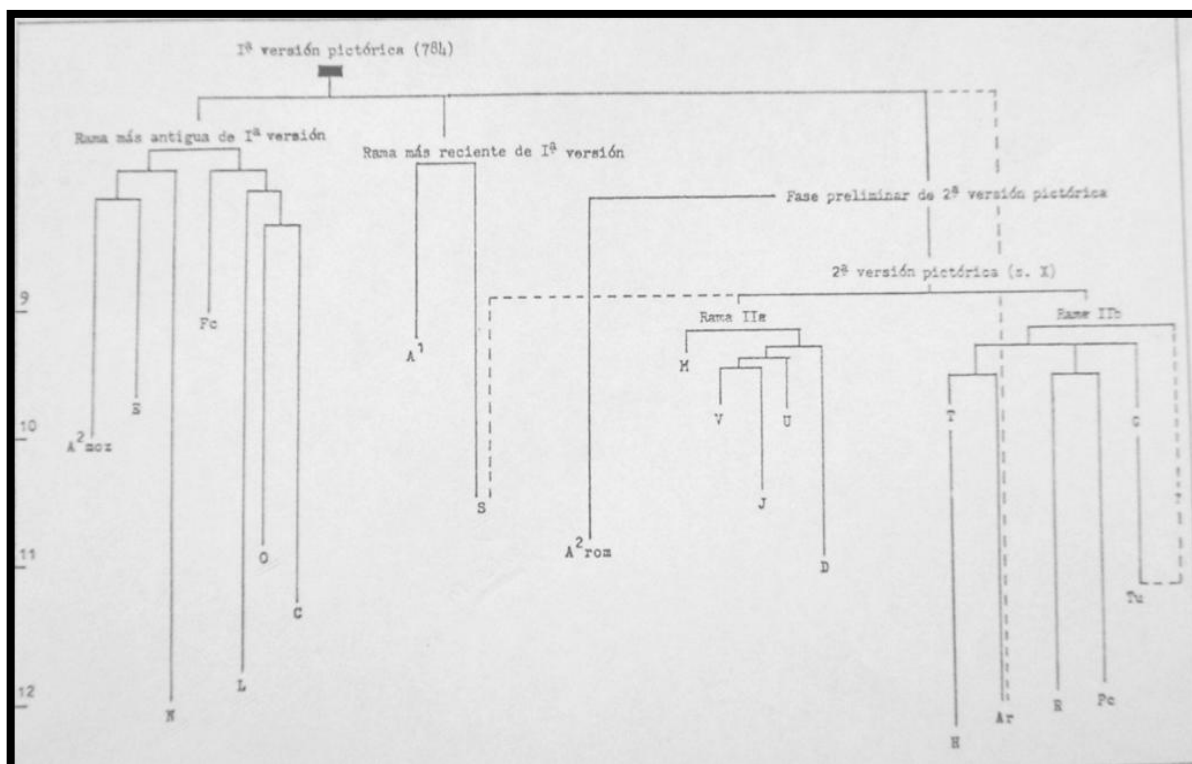 Iª versión pictórica (784)
Rama más antigua de Iª versión
Rama más reciente de Iª versión
Fase preliminar de 2ª versión pictórica
2ª versión pictórica (s. X)
9
Rama IIa
Rama IIb
Fc
A¹
M
V
U
T
G
10
A²moz
J
S
11
O
A²rom
D
C
Tu
L
12
N
Ar
Pc
H